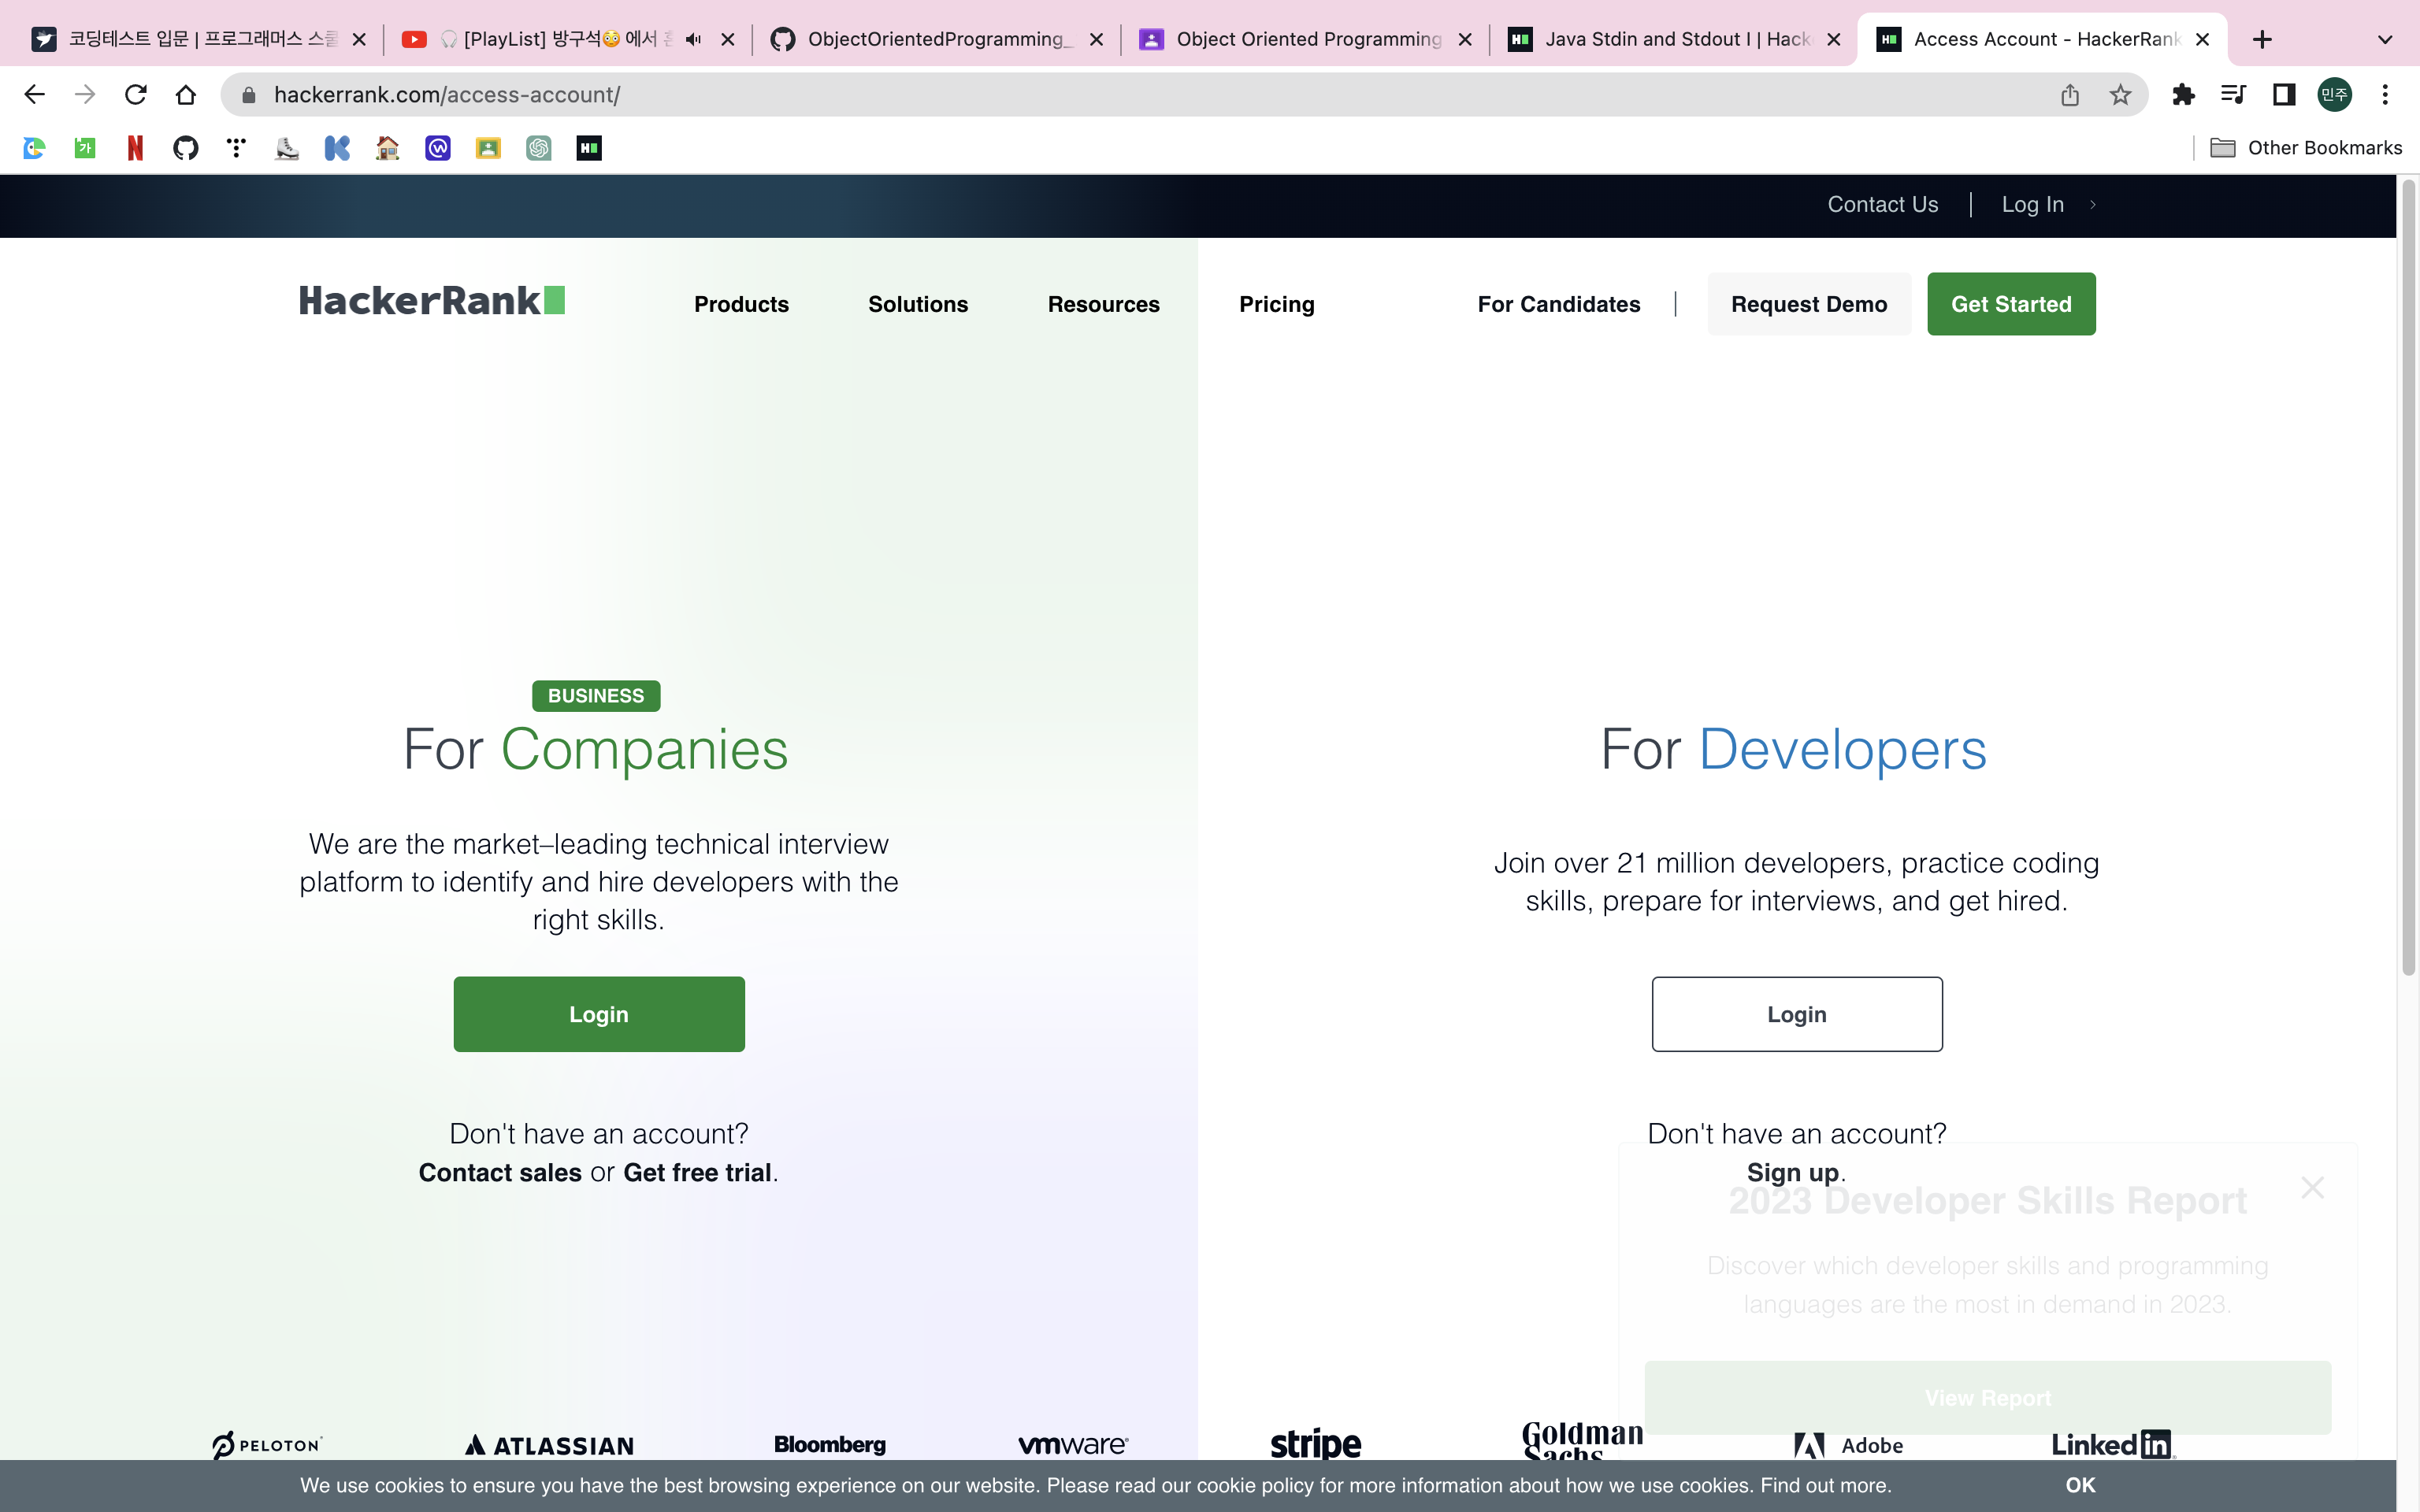 코딩테스트 입문 | 프로그래머스 스쿨
[PlayList] 방구석😳 에서
ObjectOrientedProgramming_
Object Oriented Programming
Java Stdin and Stdout I | Hack
Access Account - HackerRank
hackerrank.com/access-account/
민주
Other Bookmarks
Contact Us
Log In
HackerRank
Products
Solutions
Resources
Pricing
For Candidates
Request Demo
Get Started
BUSINESS
For Companies
We are the market–leading technical interview
platform to identify and hire developers with the
right skills.
Login
Don't have an account?
Contact sales or Get free trial.
For Developers
Join over 21 million developers, practice coding
skills, prepare for interviews, and get hired.
Login
Don't have an account?
Sign up.
2023 Developer Skills Report
Discover which developer skills and programming
languages are the most in demand in 2023.
View Report
PELOTON
ATLASSIAN
Bloomberg
vmware
stripe
Goldman
Sachs
Adobe
LinkedIn
We use cookies to ensure you have the best browsing experience on our website. Please read our cookie policy for more information about how we use cookies. Find out more.
OK